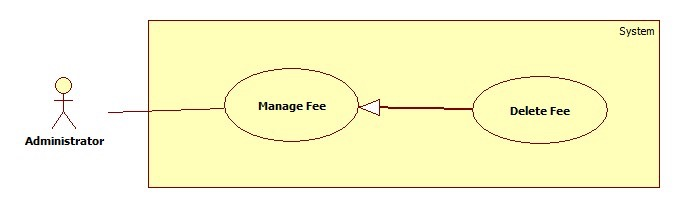 System
Manage Fee
Delete Fee
Administrator